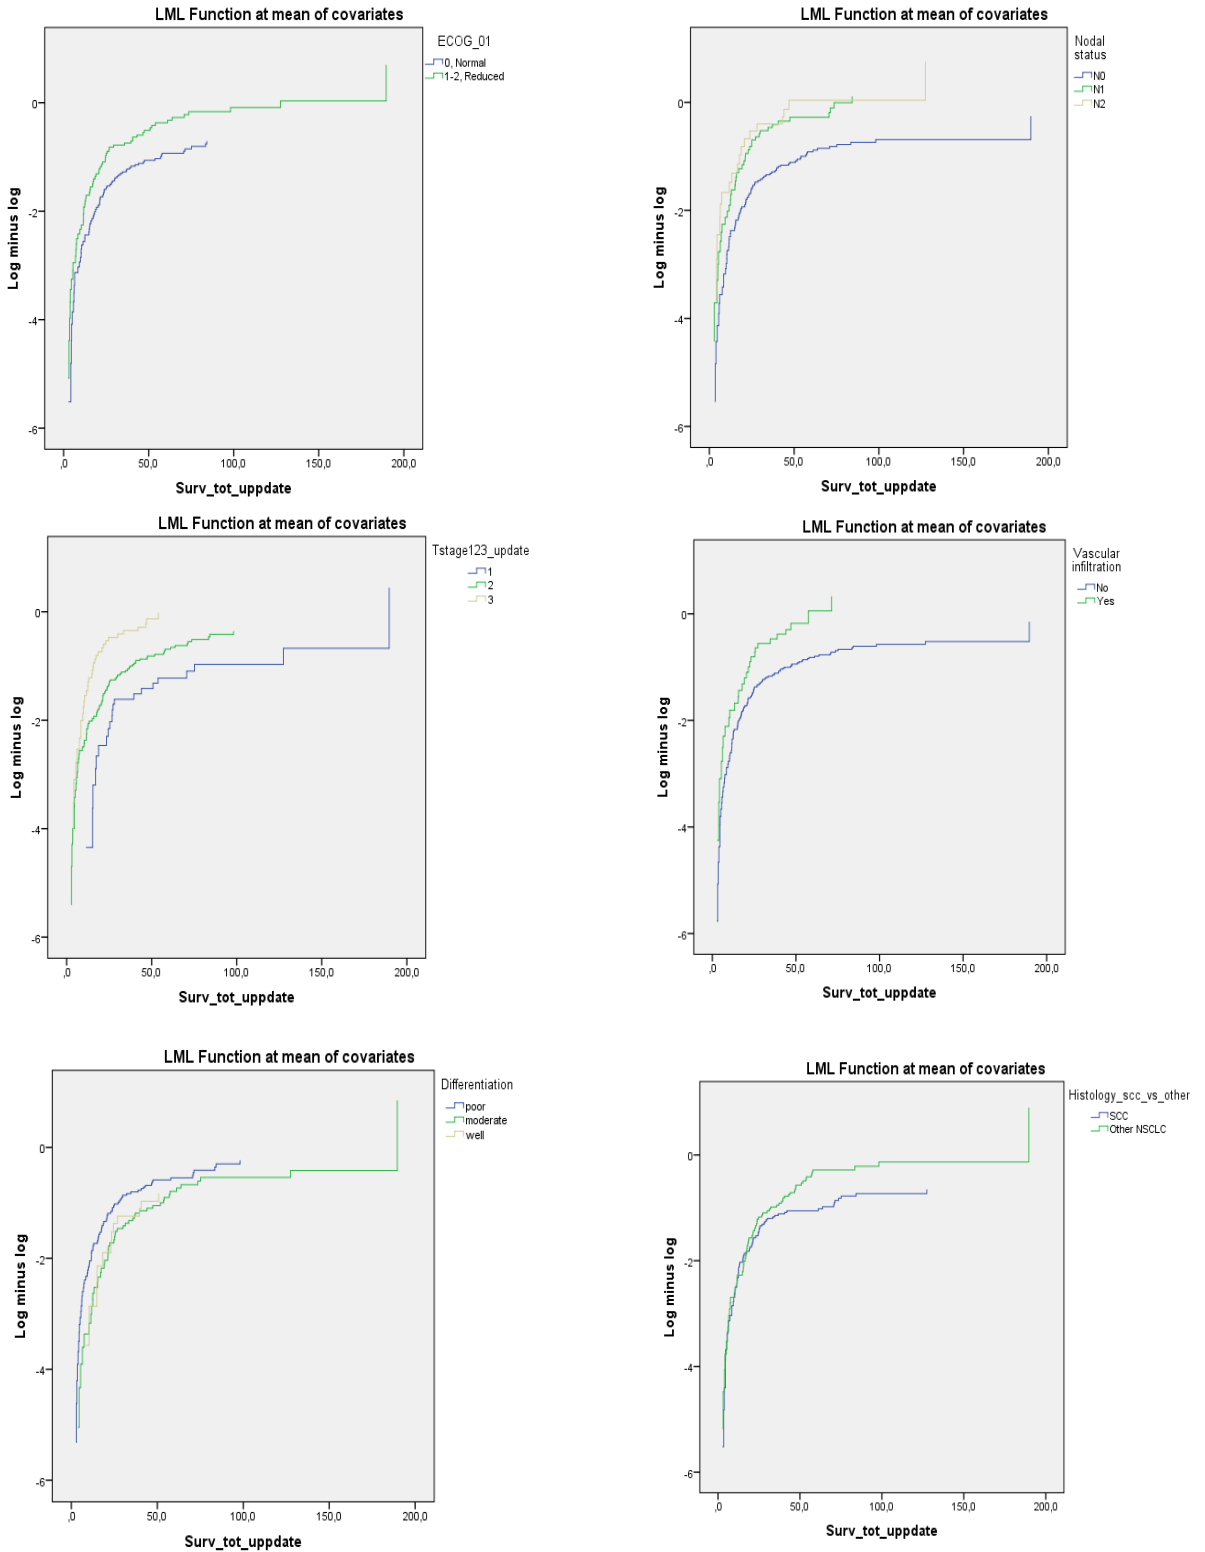 LML Function at mean of covariates
ECOG_01
0, Normal
1-2, Reduced
Log minus log
0
-2
-4
-6
,0 50,0 100,0 150,0 200,0
Surv_tot_uppdate
LML Function at mean of covariates
Nodal
status
N0
N1
N2
Log minus log
0
-2
-4
-6
,0 50,0 100,0 150,0 200,0
Surv_tot_uppdate
LML Function at mean of covariates
Tstage123_update
1
2
3
Log minus log
0
-2
-4
-6
,0 50,0 100,0 150,0 200,0
Surv_tot_uppdate
LML Function at mean of covariates
Vascular
infiltration
No
Yes
Log minus log
0
-2
-4
-6
,0 50,0 100,0 150,0 200,0
Surv_tot_uppdate
LML Function at mean of covariates
Differentiation
poor
moderate
well
Log minus log
0
-2
-4
-6
,0 50,0 100,0 150,0 200,0
Surv_tot_uppdate
LML Function at mean of covariates
Histology_scc_vs_other
SCC
Other NSCLC
Log minus log
0
-2
-4
-6
,0 50,0 100,0 150,0 200,0
Surv_tot_uppdate